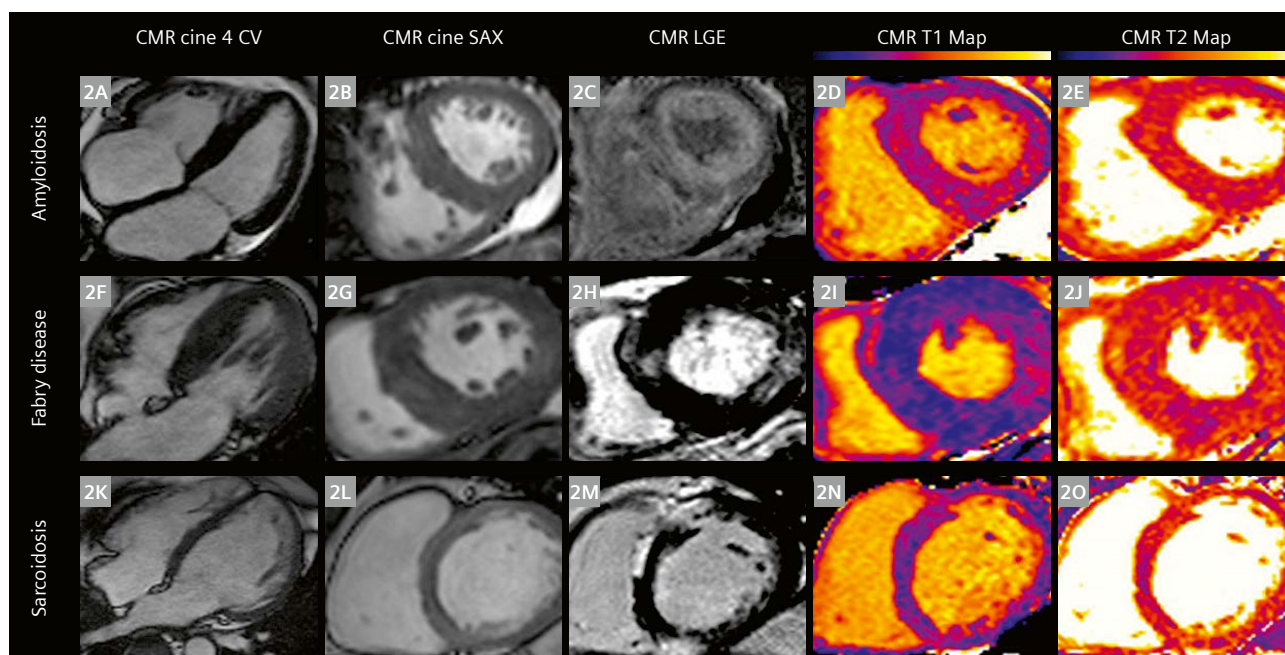 CMR cine 4 CV CMR cine SAX CMR LGE CMR T1 Map CMR T2 Map
Amyloidosis
2A 2B 2C 2D 2E
Fabry disease
2F 2G 2H 2I 2J
Sarcoidosis
2K 2L 2M 2N 2O